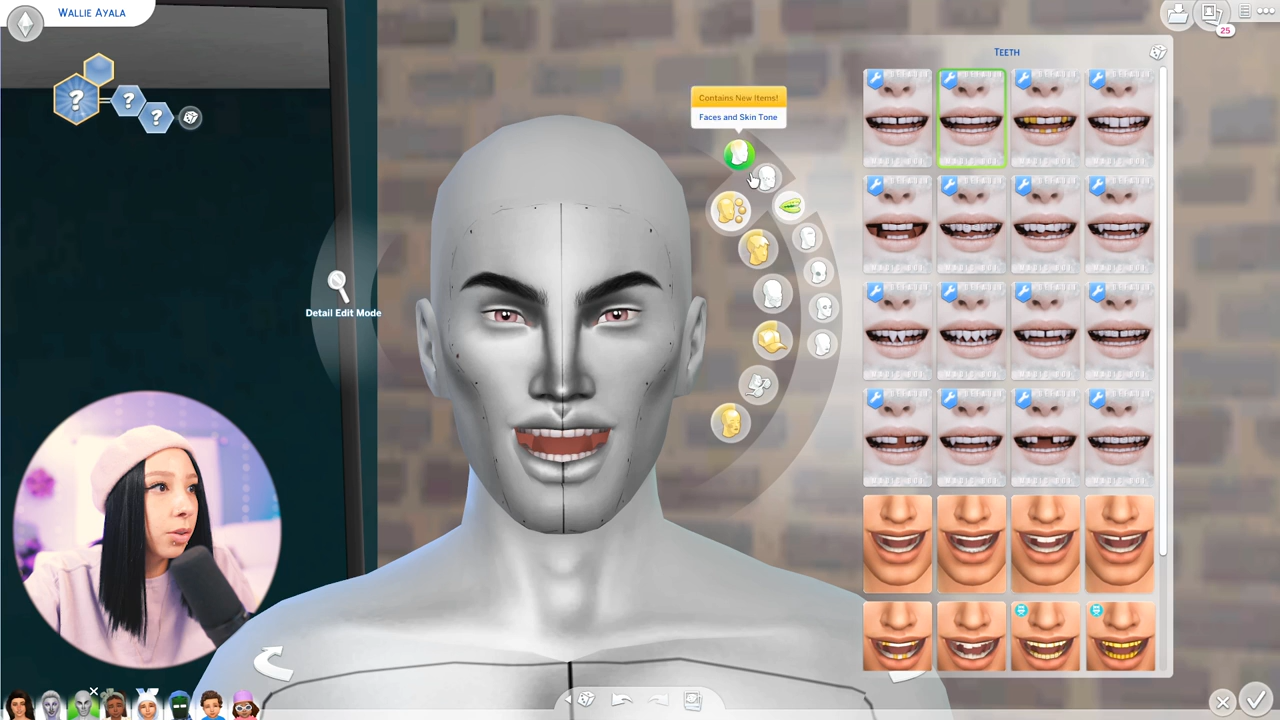 Wallie Ayala
25
Teeth
Contains New Items!
Faces and Skin Tone
?
?
?
Detail Edit Mode